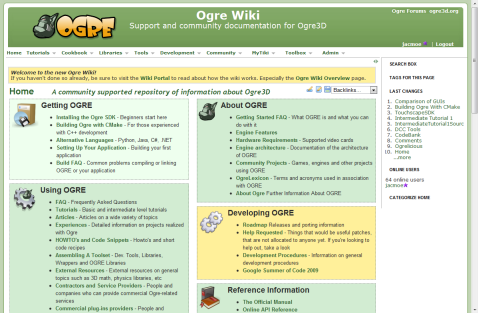 OGRE
Ogre Wiki
Support and community documentation for Ogre3D
Ogre Forums ogre3d.org
jacmoe | Logout
Home Tutorials Cookbook Libraries Tools Development Community MyTiki Toolbox Admin
Welcome to the new Ogre Wiki!
If you haven't done so already, be sure to visit the Wiki Portal to read about how the wiki works. Especially the Ogre Wiki Overview page.
Home
A community supported repository of information about Ogre3D
Backlinks...
Getting OGRE
Installing the Ogre SDK - Beginners start here
Building Ogre with CMake - For those experienced
with C++ development
Alternative Languages - Python, Java, C#, .NET
Setting Up Your Application - Building your first
application
Build FAQ - Common problems compiling or linking
OGRE or your application
About OGRE
Getting Started FAQ - What OGRE is and what you can
do with it
Engine Features
Hardware Requirements - Supported video cards
Engine architecture - Documentation of the architecture
of OGRE
Community Projects - Games, engines and other projects
using OGRE
OgreLexicon - Terms and acronyms used in association
with OGRE
About Ogre Further Information About OGRE
Using OGRE
FAQ - Frequently Asked Questions
Tutorials - Basic and intermediate level tutorials
Articles - Articles on a wide variety of topics
Experiences - Detailed information on projects realized
with Ogre
HOWTO's and Code Snippets - Howto's and short
code recipes
Assembling A Toolset - Dev. Tools, Libraries,
Wrappers and OGRE Libraries
External Resources - External resources on general
topics such as 3D math, physics libraries, etc
Contractors and Service Providers - People and
companies who can provide commercial Ogre-related
services
Commercial plug-ins providers - People and
Developing OGRE
Roadmap Releases and porting information
Help Requested - Things that would be useful patches,
that are not allocated to anyone yet. If you're looking to
help out, take a look
Development Procedures - Information on general
development procedures
Google Summer of Code 2009
Reference Information
The Official Manual
Online API Reference
SEARCH BOX
TAGS FOR THIS PAGE
LAST CHANGES
1. Comparison of GUIs
2. Building Ogre With CMake
3. TouchscapeSDK
4. Intermediate Tutorial 1
5. IntermediateTutorial1Sourc
6. DCC Tools
7. CodeBank
8. Comments
9.
10. Home
...more
ONLINE USERS
64 online users
jacmoe
CATEGORIZE HOME